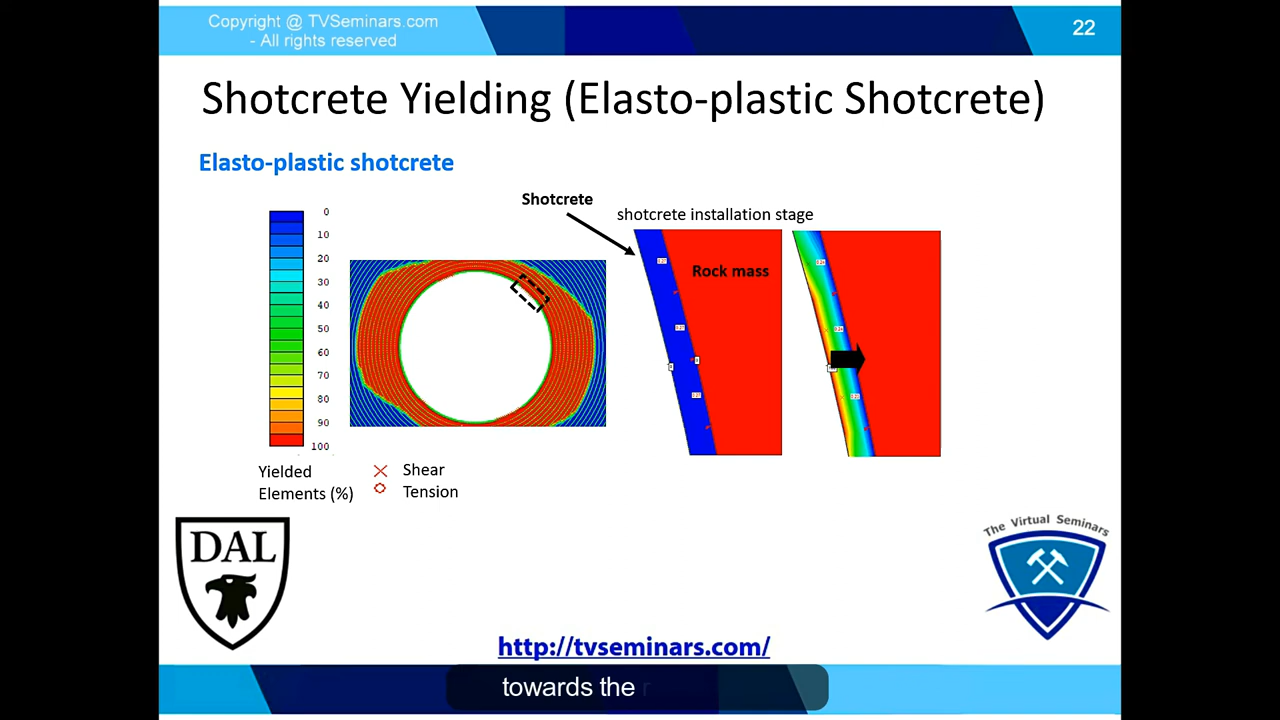 Copyright @ TVSeminars.com
- All rights reserved
22
Shotcrete Yielding (Elasto-plastic Shotcrete)
Elasto-plastic shotcrete
Shotcrete
shotcrete installation stage
Rock mass
0
10
20
30
40
50
60
70
80
90
100
Yielded
Elements (%)
Shear
Tension
DAL
The Virtual Seminars
http://tvseminars.com/
towards the r